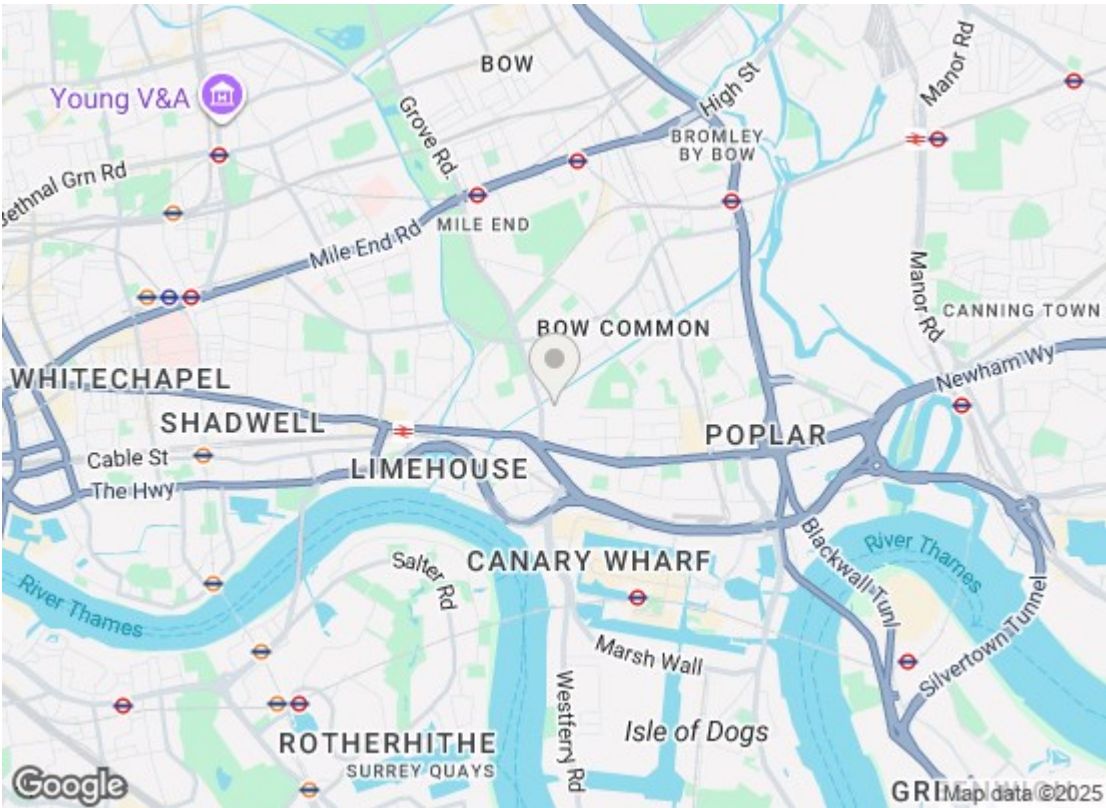 BOW
Young V&A
High St
Manor Rd
Grove Rd.
BROMLEY
BY BOW
Bethnal Grn Rd
MILE END
Mile End Rd
Manor Rd
CANNING TOWN
BOW COMMON
Newham Wy
WHITECHAPEL
SHADWELL
POPLAR
Cable St
LIMEHOUSE
The Hwy
CANARY WHARF
Blackwall Tunl
River Thames
Salter Rd
River Thames
Silvertown Tunnel
Marsh Wall
Westferry Rd
Isle of Dogs
ROTHERHITHE
SURREY QUAYS
Google
Map data ©2025